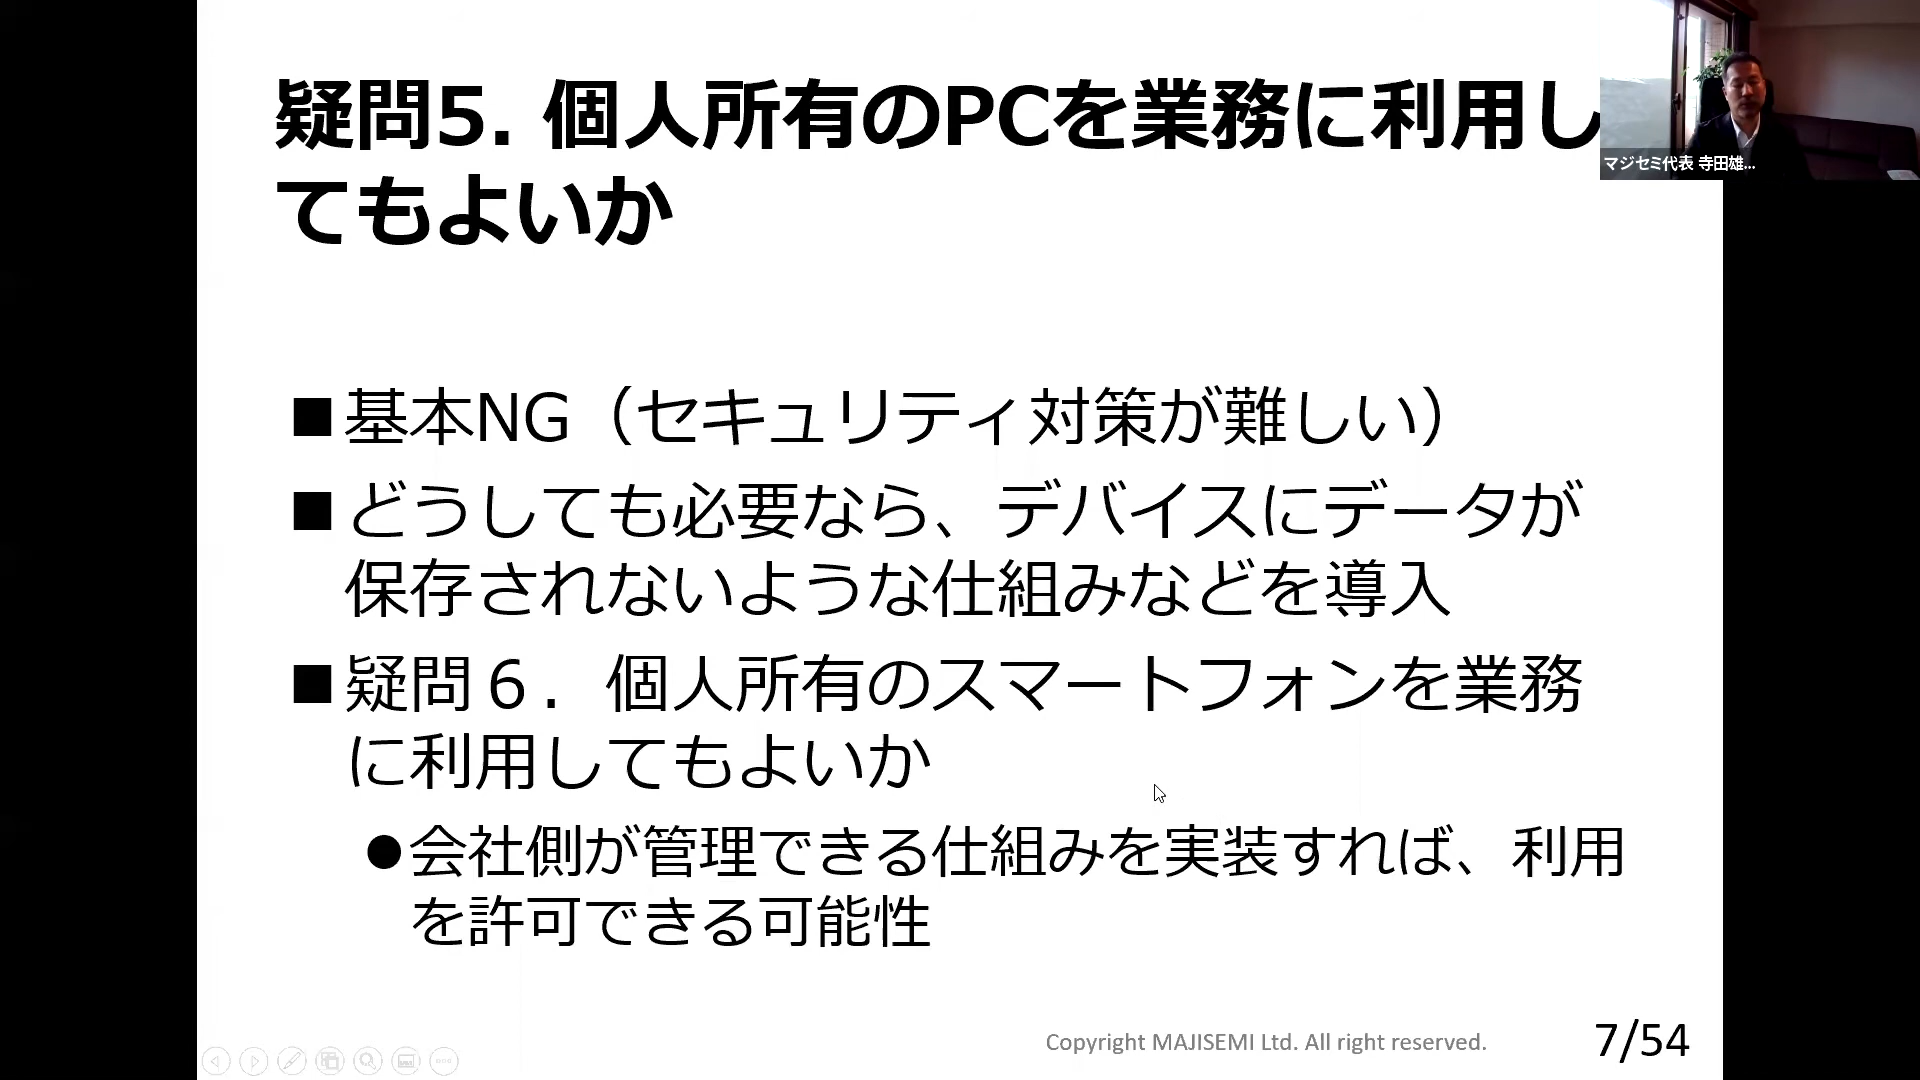 疑問5. 個人所有のPCを業務に利用し
てもよいか
マジセミ代表 寺田雄...
■基本NG（セキュリティ対策が難しい）
■どうしても必要なら、デバイスにデータが
保存されないような仕組みなどを導入
■疑問６．個人所有のスマートフォンを業務
に利用してもよいか
●会社側が管理できる仕組みを実装すれば、利用
を許可できる可能性
Copyright MAJISEMI Ltd. All right reserved.
7/54